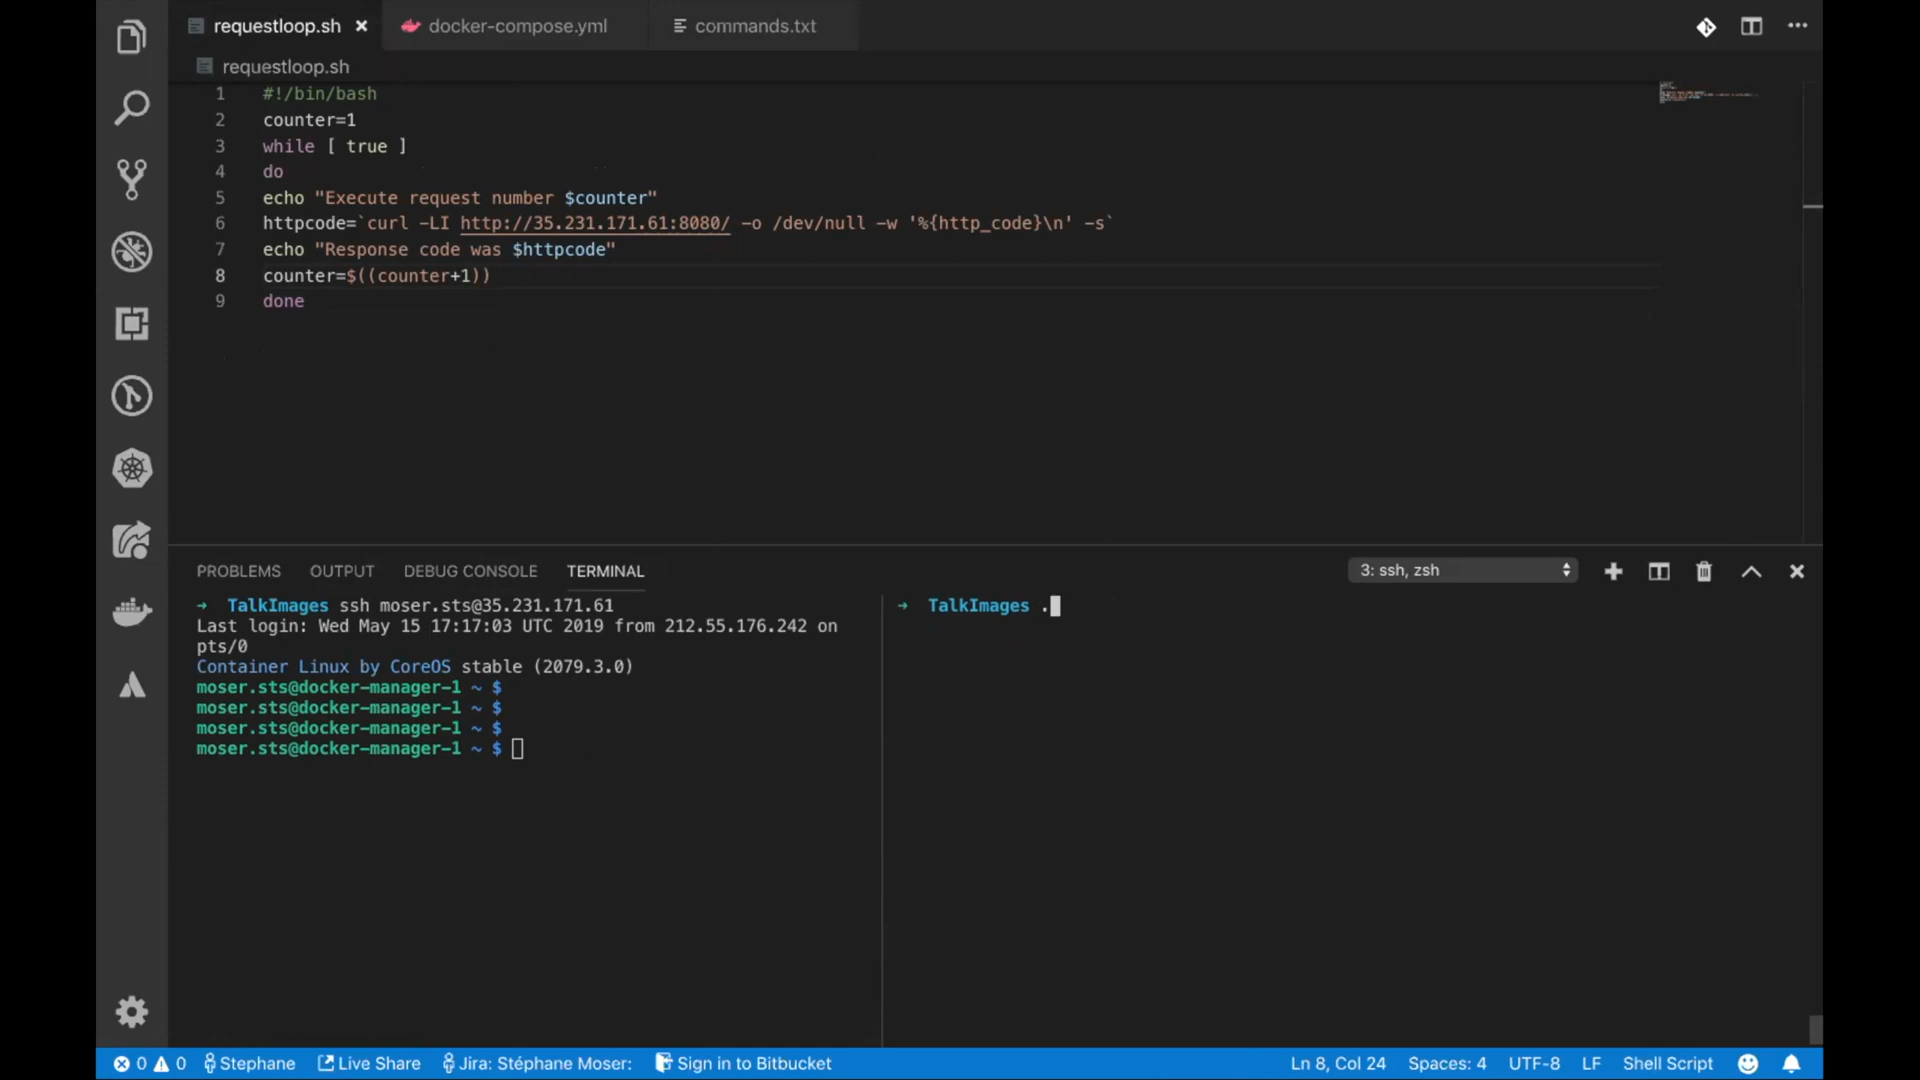 requestloop.sh
docker-compose.yml
commands.txt
requestloop.sh
1 #!/bin/bash
2 counter=1
3 while [ true ]
4 do
5 echo "Execute request number $counter"
6 httpcode=`curl -LI http://35.231.171.61:8080/ -o /dev/null -w '%{http_code}\n' -s`
7 echo "Response code was $httpcode"
8 counter=$((counter+1))
9 done
PROBLEMS OUTPUT DEBUG CONSOLE TERMINAL 3: ssh, zsh
➜ TalkImages ssh moser.sts@35.231.171.61
Last login: Wed May 15 17:17:03 UTC 2019 from 212.55.176.242 on
pts/0
Container Linux by CoreOS stable (2079.3.0)
moser.sts@docker-manager-1 ~ $
moser.sts@docker-manager-1 ~ $
moser.sts@docker-manager-1 ~ $
moser.sts@docker-manager-1 ~ $
➜ TalkImages .
0 0 Stephane Live Share Jira: Stéphane Moser: Sign in to Bitbucket Ln 8, Col 24 Spaces: 4 UTF-8 LF Shell Script